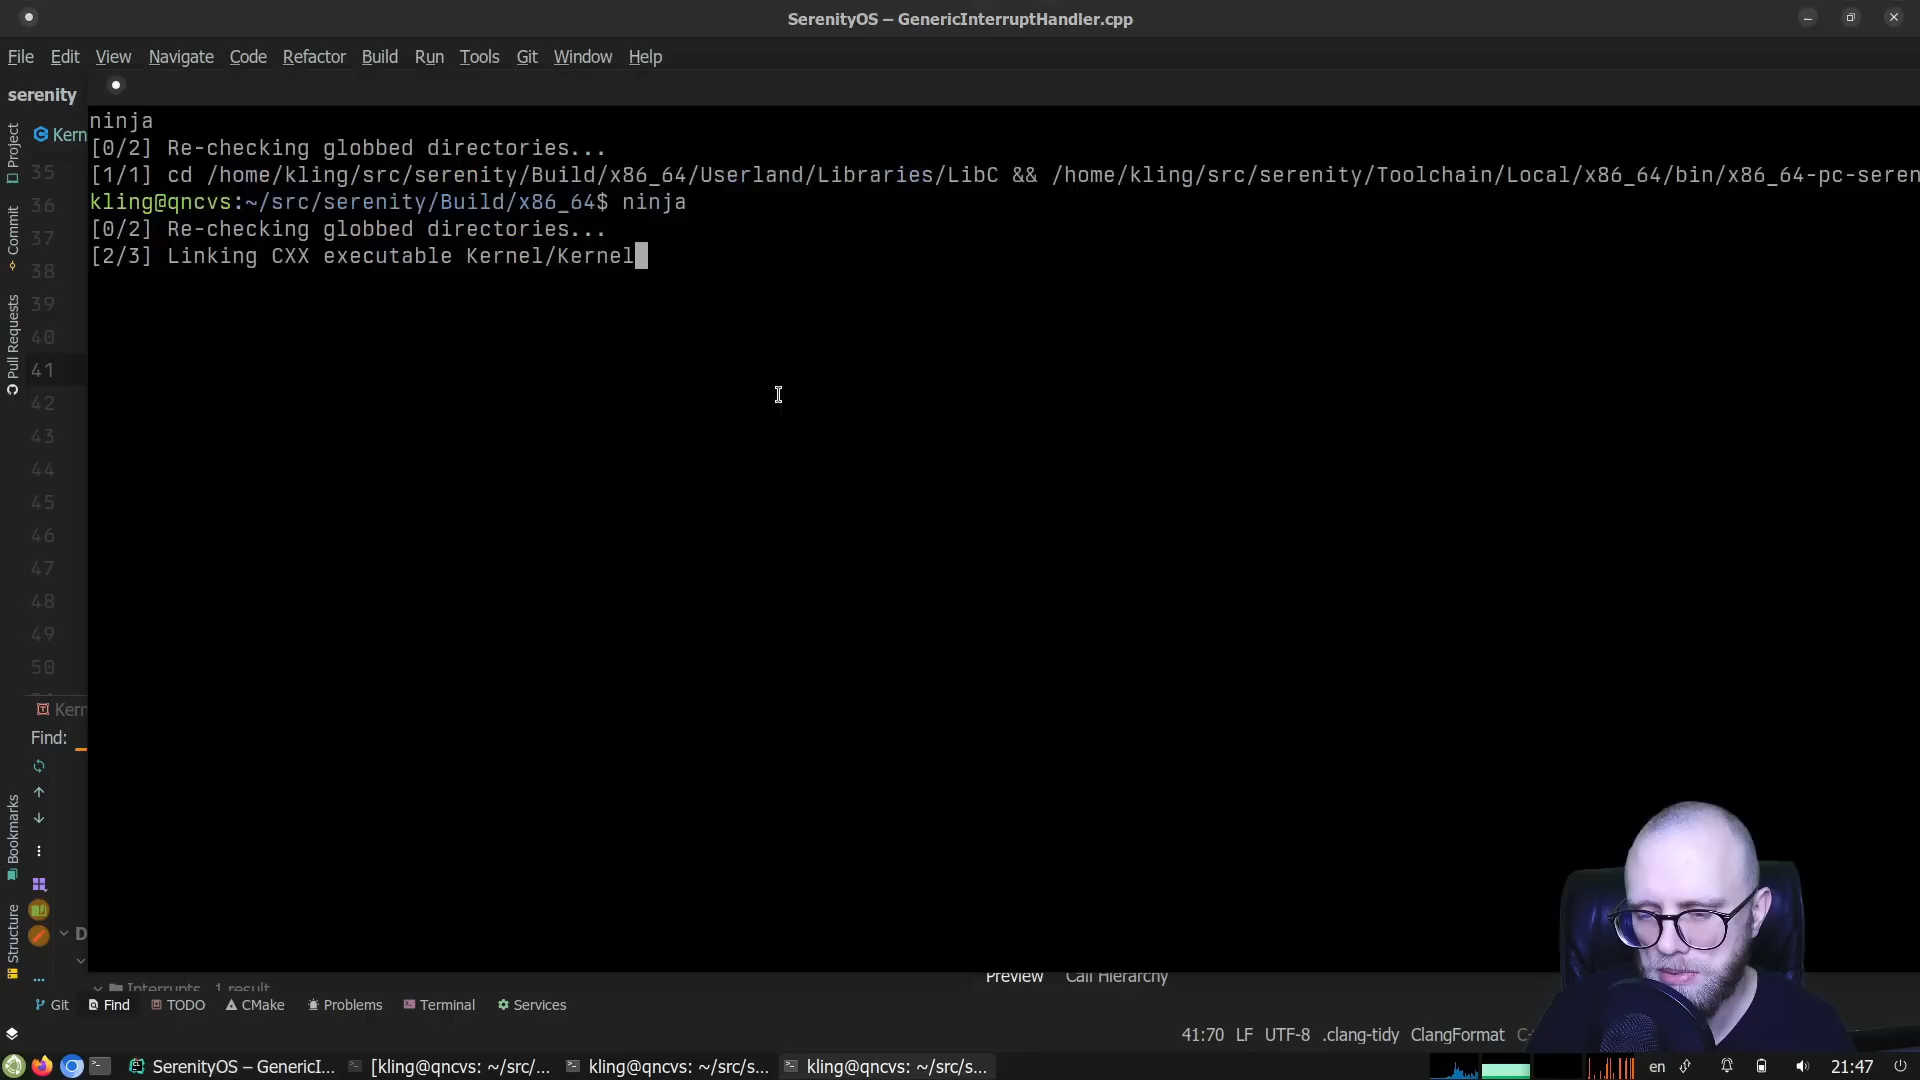 SerenityOS – GenericInterruptHandler.cpp
File Edit View Navigate Code Refactor Build Run Tools Git Window Help
serenity
Project
Commit
Pull Requests
Bookmarks
Structure
Kern
ninja
[0/2] Re-checking globbed directories...
[1/1] cd /home/kling/src/serenity/Build/x86_64/Userland/Libraries/LibC && /home/kling/src/serenity/Toolchain/Local/x86_64/bin/x86_64-pc-seren
kling@qncvs:~/src/serenity/Build/x86_64$ ninja
[0/2] Re-checking globbed directories...
[2/3] Linking CXX executable Kernel/Kernel
35
36
37
38
39
40
41
42
43
44
45
46
47
48
49
50
Kern
Find:
D
Interrupts 1 result
Preview Call Hierarchy
Git Find TODO CMake Problems Terminal Services
41:70 LF UTF-8 .clang-tidy ClangFormat
SerenityOS – GenericI... [kling@qncvs: ~/src/... kling@qncvs: ~/src/s... kling@qncvs: ~/src/s... en 21:47